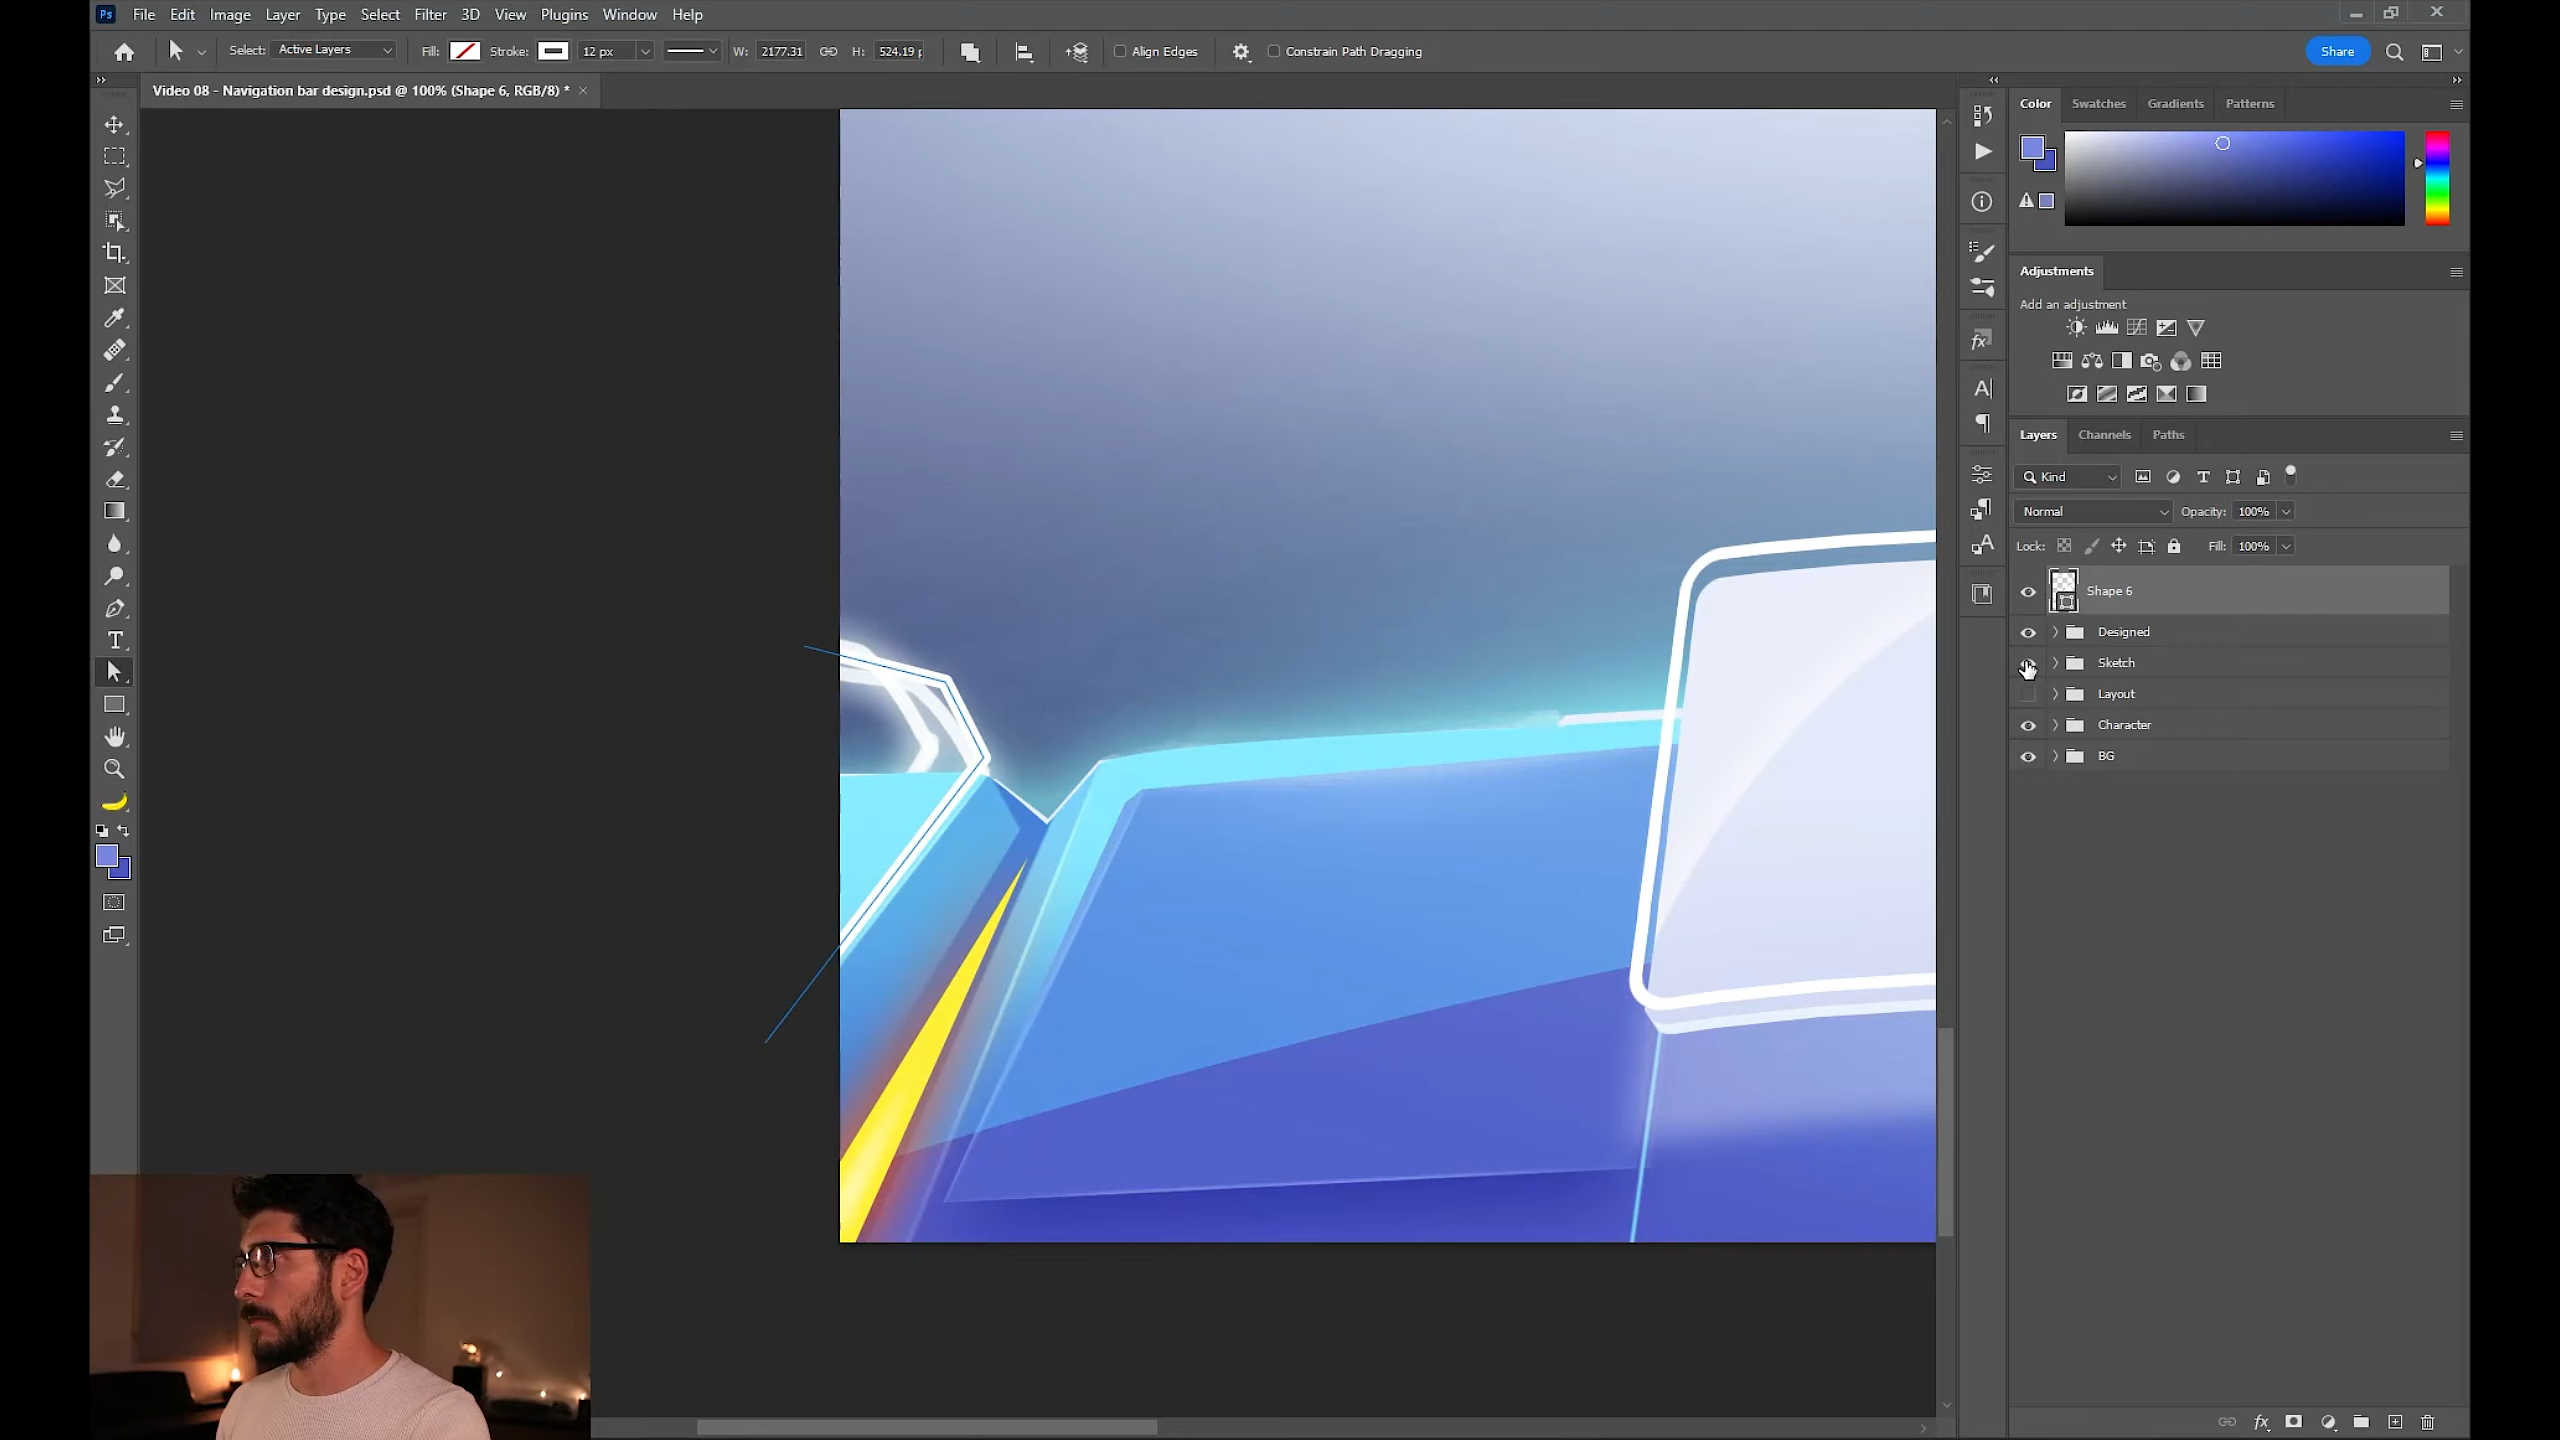 Ps File Edit Image Layer Type Select Filter 3D View Plugins Window Help
Select: Active Layers Fill: Stroke: 12 px W: 2177.31 H: 524.19 Align Edges Constrain Path Dragging Share
Video 08 - Navigation bar design.psd @ 100% (Shape 6, RGB/8) *
Color Swatches Gradients Patterns
Adjustments
Add an adjustment
Layers Channels Paths
Kind
Normal Opacity: 100%
Lock: Fill: 100%
Shape 6
Designed
Sketch
Layout
Character
BG